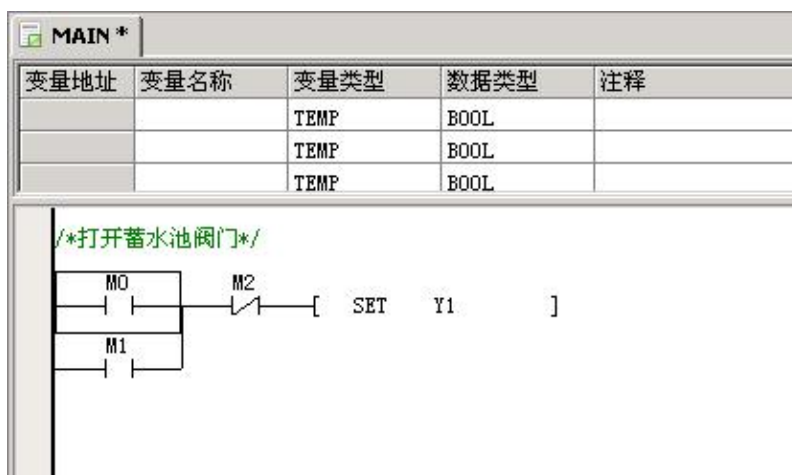 MAIN *
变量地址 变量名称 变量类型 数据类型 注释
TEMP BOOL
TEMP BOOL
TEMP BOOL
/*打开蓄水池阀门*/
M0 M2
[ SET Y1 ]
M1